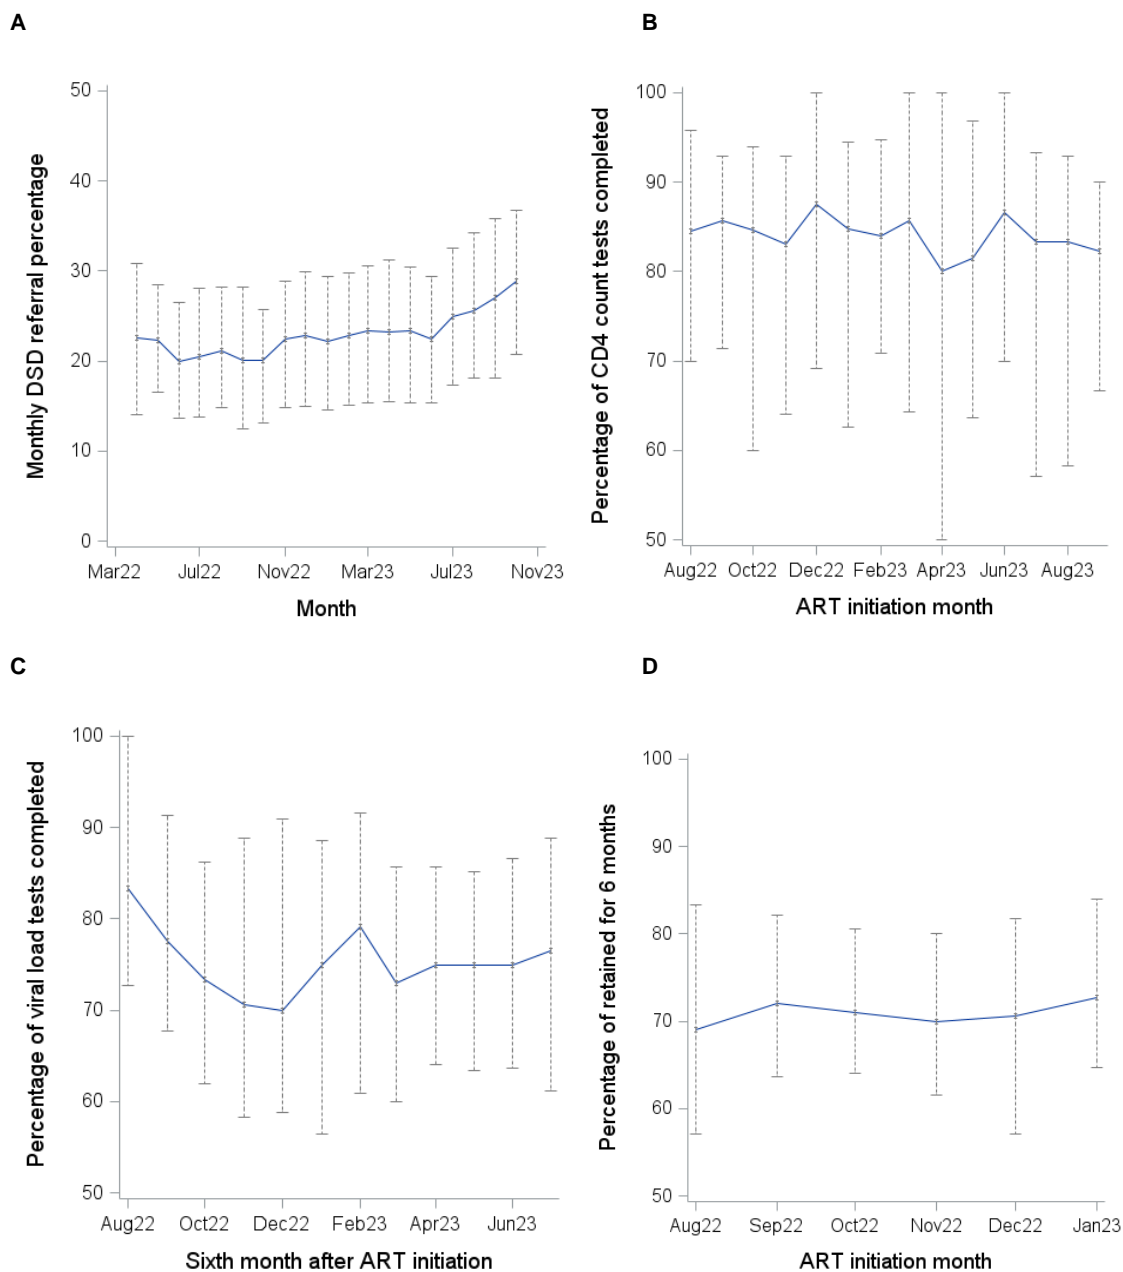 A
50
40
30
20
10
0
Monthly DSD referral percentage
Mar22 Jul22 Nov22 Mar23 Jul23 Nov23
Month
B
100
90
80
70
60
50
Percentage of CD4 count tests completed
Aug22 Oct22 Dec22 Feb23 Apr23 Jun23 Aug23
ART initiation month
C
100
90
80
70
60
50
Percentage of viral load tests completed
Aug22 Oct22 Dec22 Feb23 Apr23 Jun23
Sixth month after ART initiation
D
100
90
80
70
60
50
Percentage of retained for 6 months
Aug22 Sep22 Oct22 Nov22 Dec22 Jan23
ART initiation month